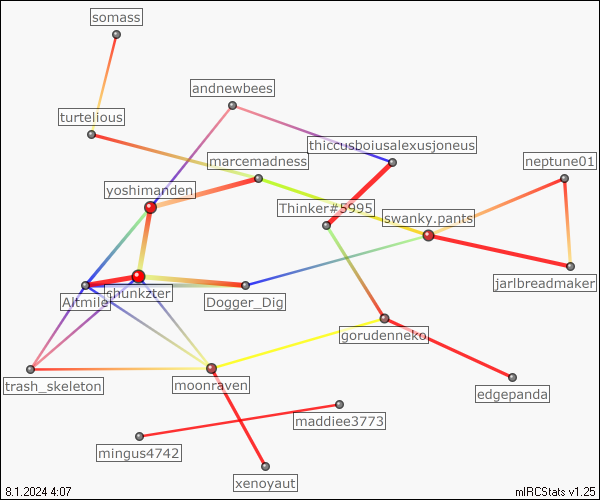 somass
andnewbees
turtelious
thiccusboiusalexusjoneus
marcemadness
neptune01
yoshimanden
Thinker#5995
swanky.pants
jarlbreadmaker
chunkzter
Altmile
Dogger_Dig
gorudenneko
trash_skeleton
moonraven
edgepanda
maddiee3773
mingus4742
xenoyaut
8.1.2024 4:07
mIRCStats v1.25